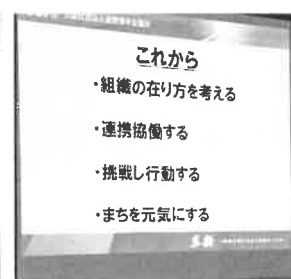 これから
・組織の在り方を考える
・連携協働する
・挑戦し行動する
・まちを元気にする